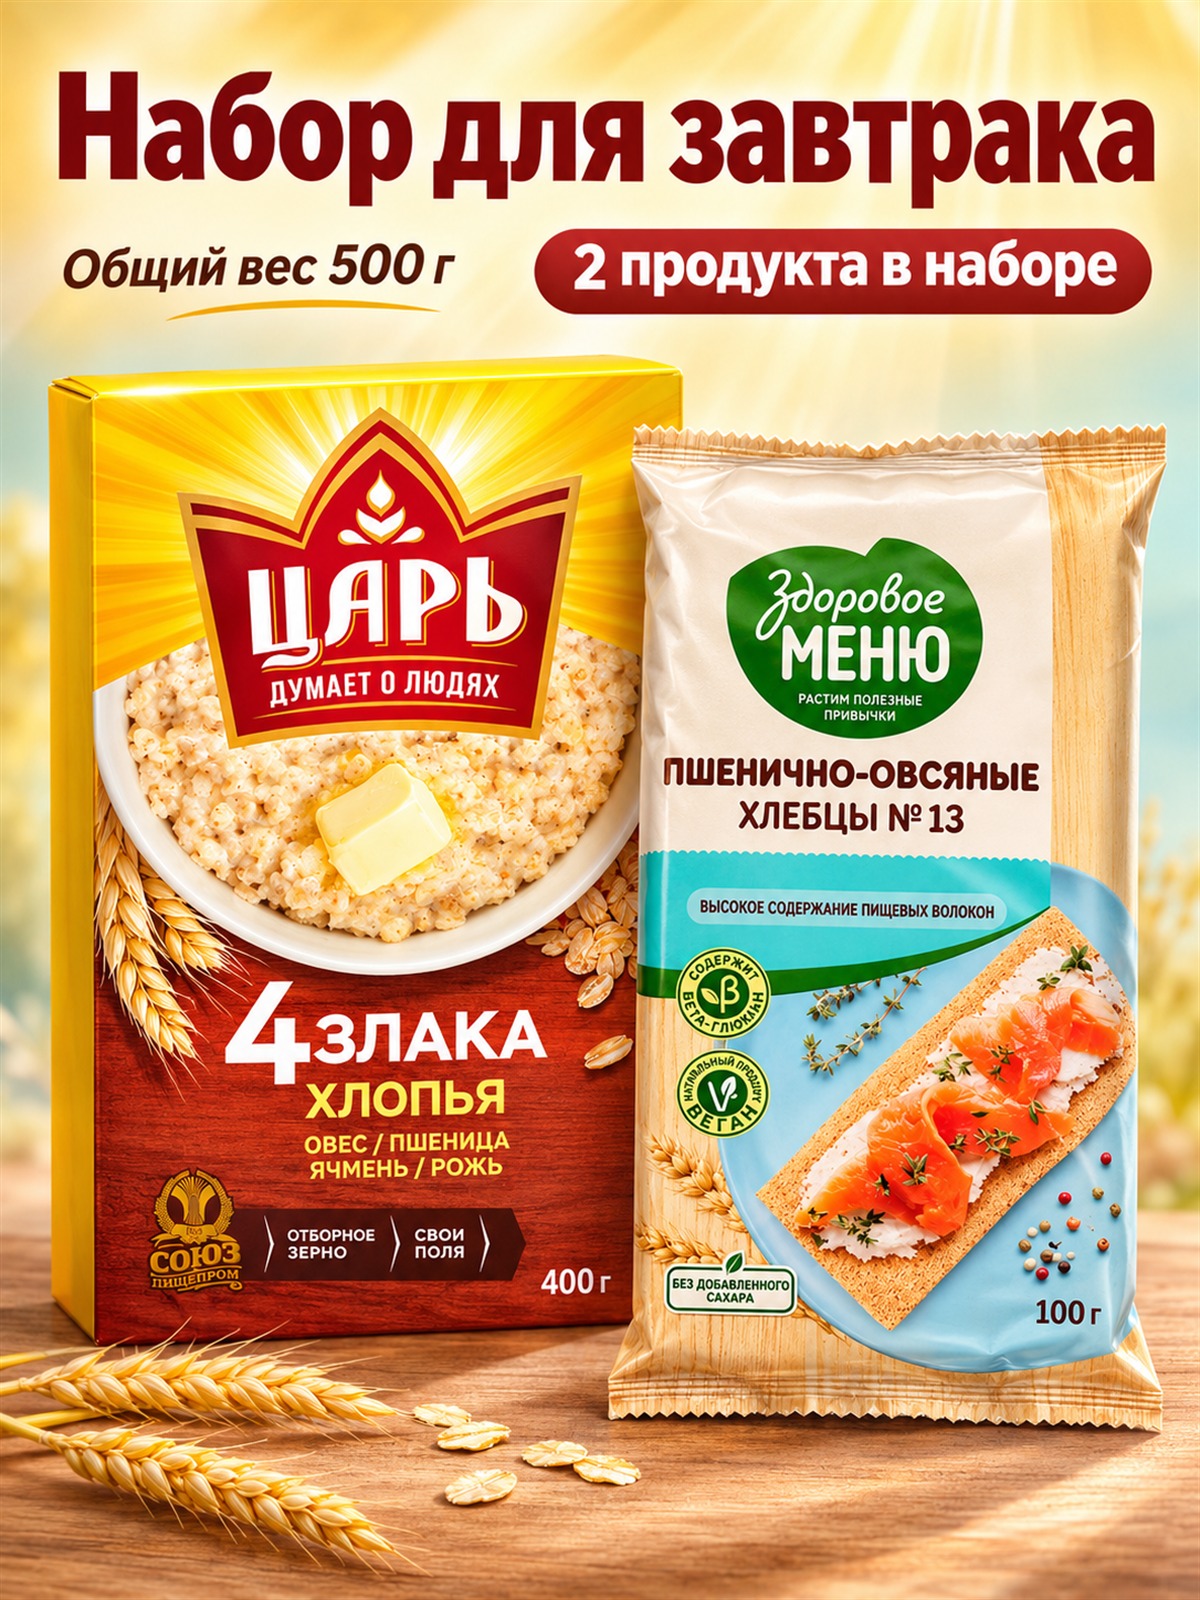 Набор для завтрака
Общий вес 500 г
2 продукта в наборе
ЦАРЬ
ДУМАЕТ О ЛЮДЯХ
4 ЗЛАКА
ХЛОПЬЯ
ОВЕС / ПШЕНИЦА
ЯЧМЕНЬ / РОЖЬ
СОЮЗ
ПИЩЕПРОМ
ОТБОРНОЕ
ЗЕРНО
СВОИ
ПОЛЯ
400 г
Здоровое
МЕНЮ
РАСТИМ ПОЛЕЗНЫЕ
ПРИВЫЧКИ
ПШЕНИЧНО-ОВСЯНЫЕ
ХЛЕБЦЫ № 13
ВЫСОКОЕ СОДЕРЖАНИЕ ПИЩЕВЫХ ВОЛОКОН
СОДЕРЖИТ
β
БЕТА-ГЛЮКАН
ПРОДУКТ
V
ВЕГАН
БЕЗ ДОБАВЛЕННОГО
САХАРА
100 г